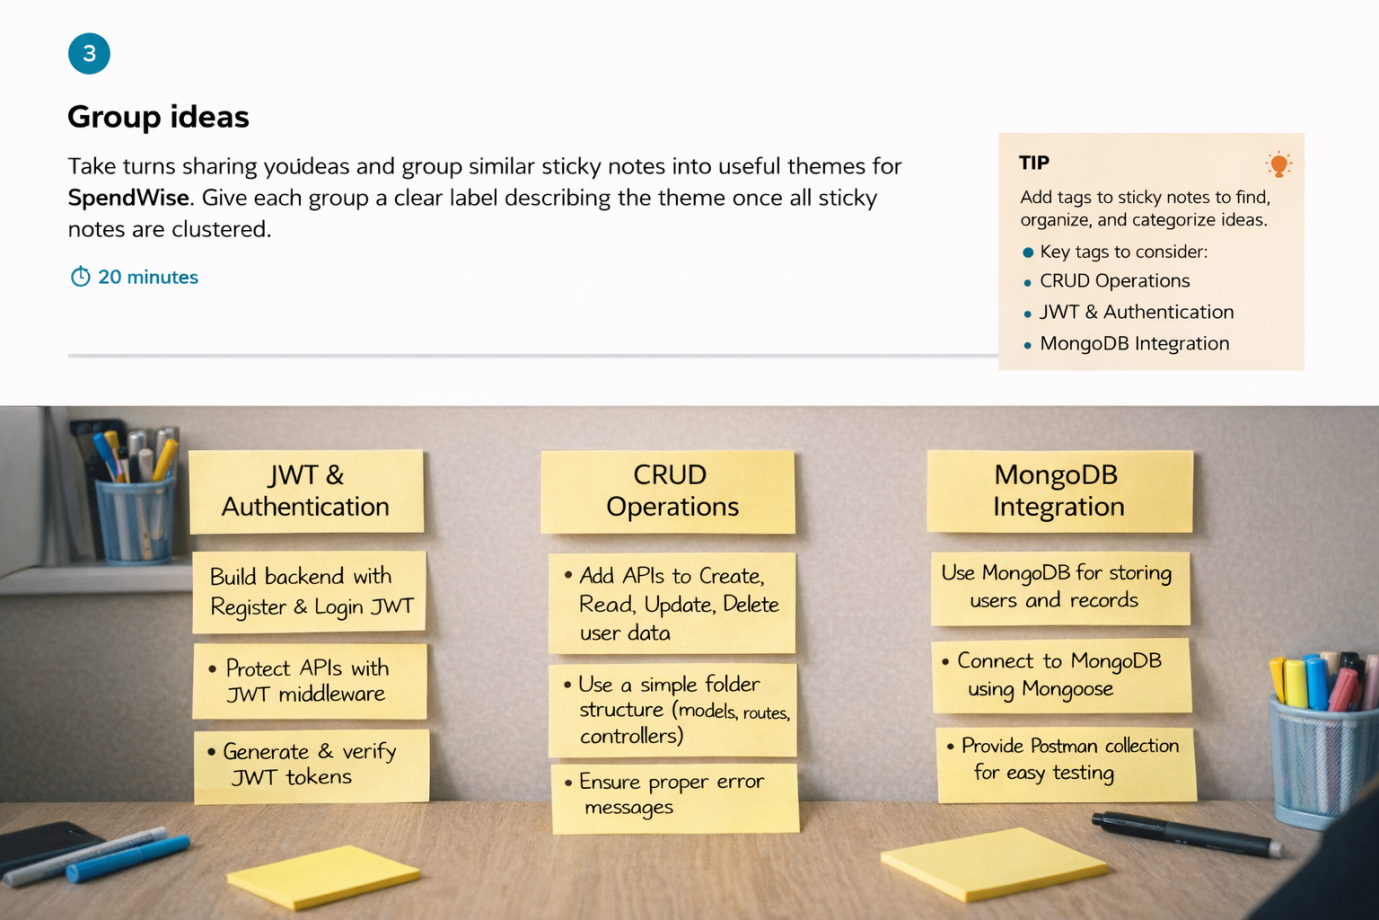 3
Group ideas
Take turns sharing youideas and group similar sticky notes into useful themes for
SpendWise. Give each group a clear label describing the theme once all sticky
notes are clustered.
20 minutes
TIP
Add tags to sticky notes to find,
organize, and categorize ideas.
● Key tags to consider:
• CRUD Operations
• JWT & Authentication
• MongoDB Integration
JWT &
Authentication
Build backend with
Register & Login JWT
• Protect APIs with
JWT middleware
• Generate & verify
JWT tokens
CRUD
Operations
• Add APIs to Create,
Read, Update, Delete
user data
• Use a simple folder
structure (models, routes,
controllers)
• Ensure proper error
messages
MongoDB
Integration
Use MongoDB for storing
users and records
• Connect to MongoDB
using Mongoose
• Provide Postman collection
for easy testing